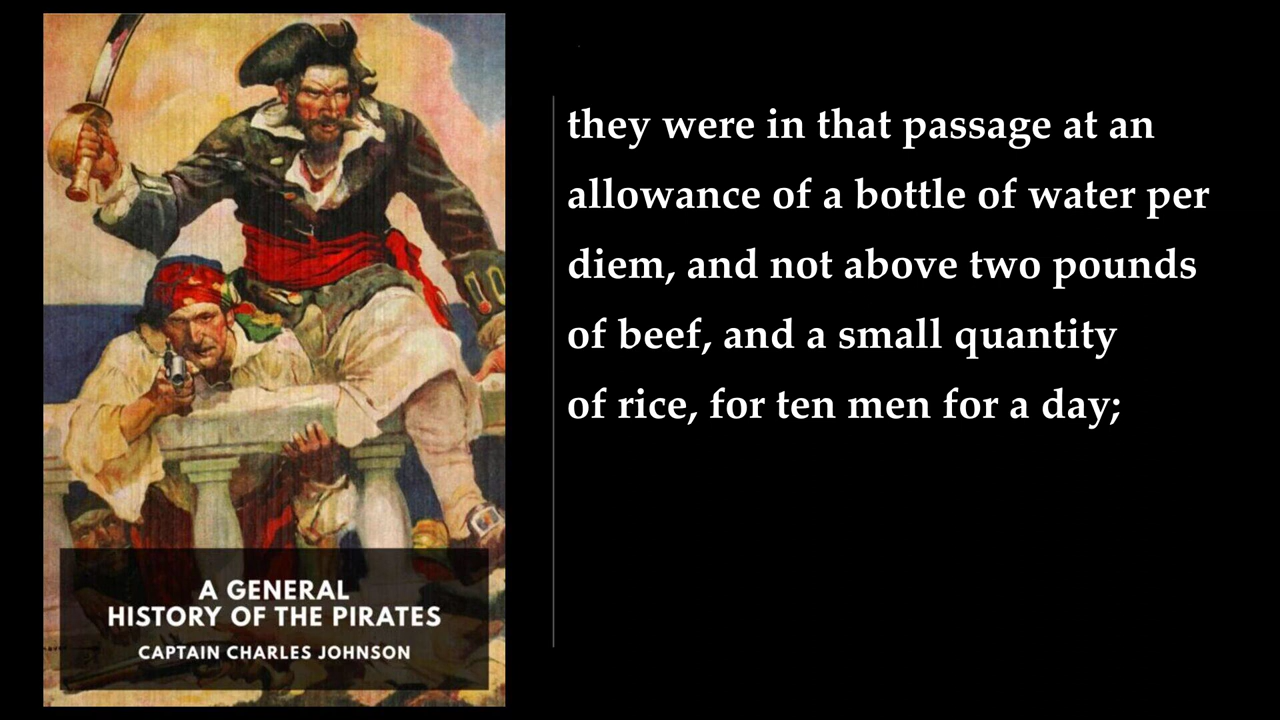 they were in that passage at an
allowance of a bottle of water per
diem, and not above two pounds
of beef, and a small quantity
of rice, for ten men for a day;
A GENERAL
HISTORY OF THE PIRATES
CAPTAIN CHARLES JOHNSON